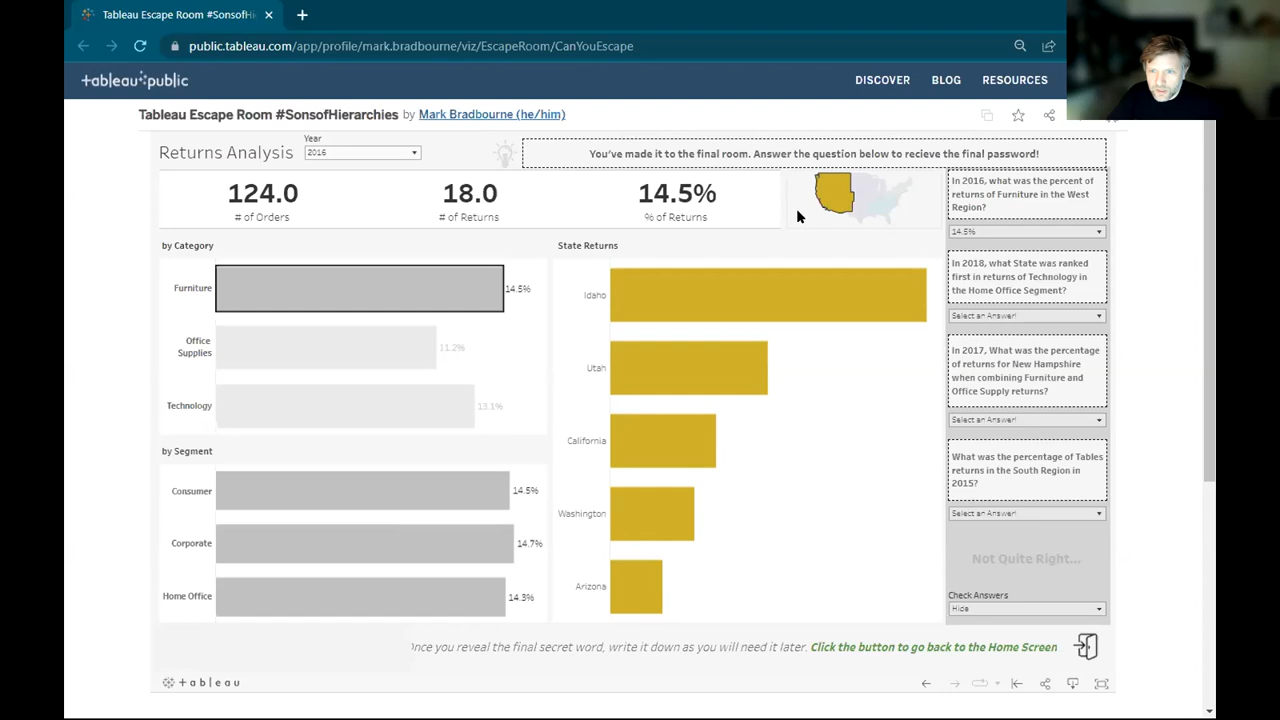 Tableau Escape Room #SonsofHi
public.tableau.com/app/profile/mark.bradbourne/viz/EscapeRoom/CanYouEscape
+ableau+public
DISCOVER BLOG RESOURCES
Tableau Escape Room #SonsofHierarchies by Mark Bradbourne (he/him)
Returns Analysis
Year
2016
You've made it to the final room. Answer the question below to recieve the final password!
124.0
# of Orders
18.0
# of Returns
14.5%
% of Returns
by Category
Furniture
14.5%
Office
Supplies
11.2%
Technology
13.1%
by Segment
Consumer
14.5%
Corporate
14.7%
Home Office
14.3%
State Returns
Idaho
Utah
California
Washington
Arizona
In 2016, what was the percent of
returns of Furniture in the West
Region?
14.5%
In 2018, what State was ranked
first in returns of Technology in
the Home Office Segment?
Select an Answer!
In 2017, What was the percentage
of returns for New Hampshire
when combining Furniture and
Office Supply returns?
Select an Answer!
What was the percentage of Tables
returns in the South Region in
2015?
Select an Answer!
Not Quite Right...
Check Answers
Hide
Once you reveal the final secret word, write it down as you will need it later. Click the button to go back to the Home Screen
+ a b l e a u